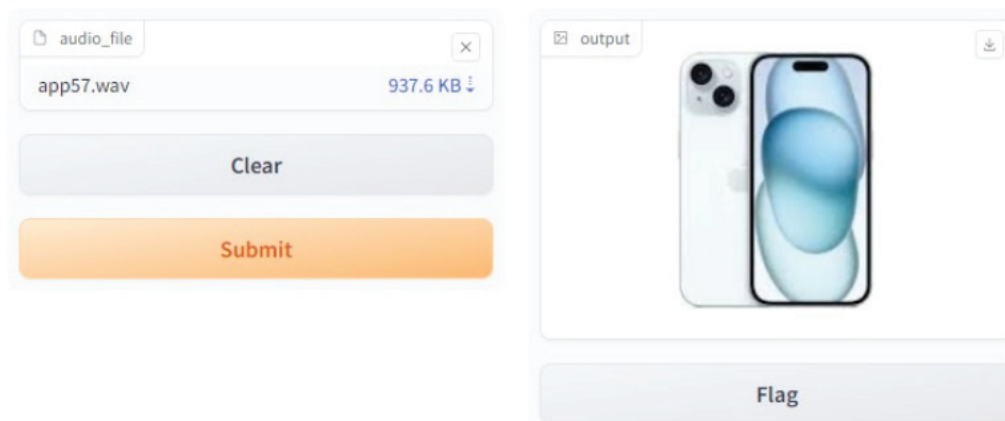 audio_file
app57.wav 937.6 KB
Clear
Submit
output
Flag